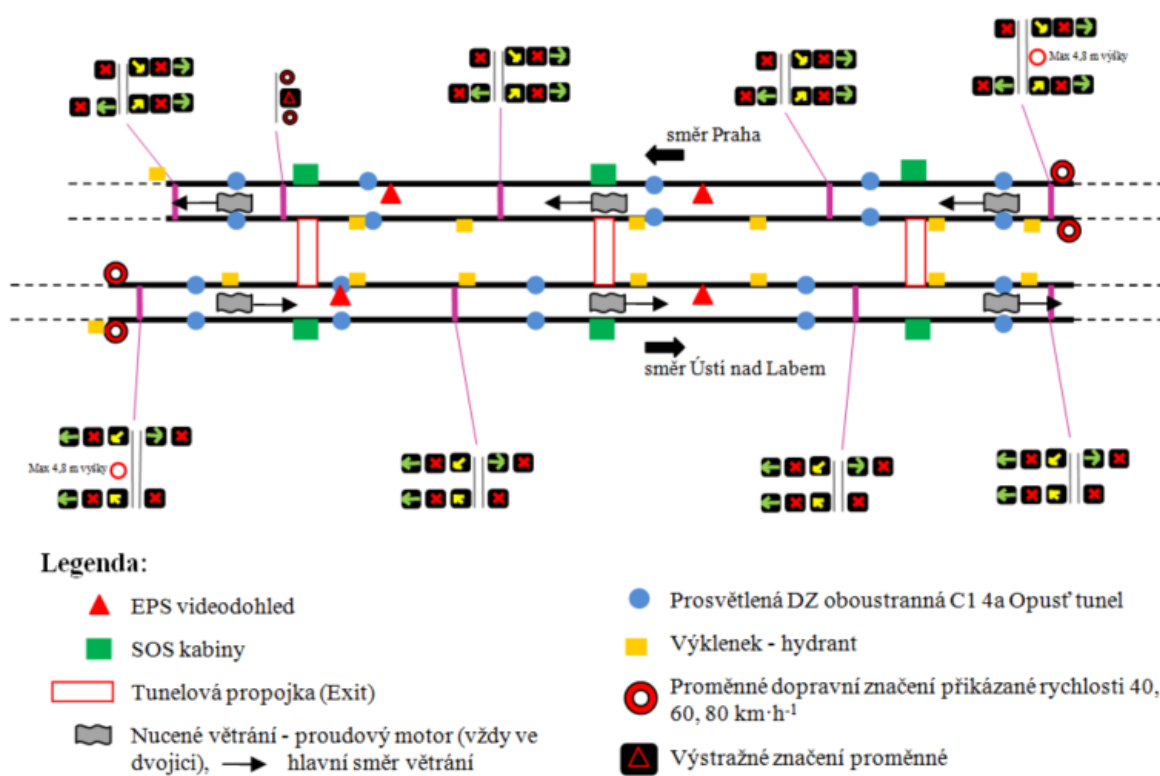 Max 4,8 m výšky
směr Praha
směr Ústí nad Labem
Max 4,8 m výšky
Legenda:
EPS videodohled
SOS kabiny
Tunelová propojka (Exit)
Nucené větrání - proudový motor (vždy ve
dvojici), hlavní směr větrání
Prosvětlená DZ oboustranná C1 4a Opusť tunel
Výklenek - hydrant
Proměnné dopravní značení přikázané rychlosti 40,
60, 80 km·h-¹
Výstražné značení proměnné